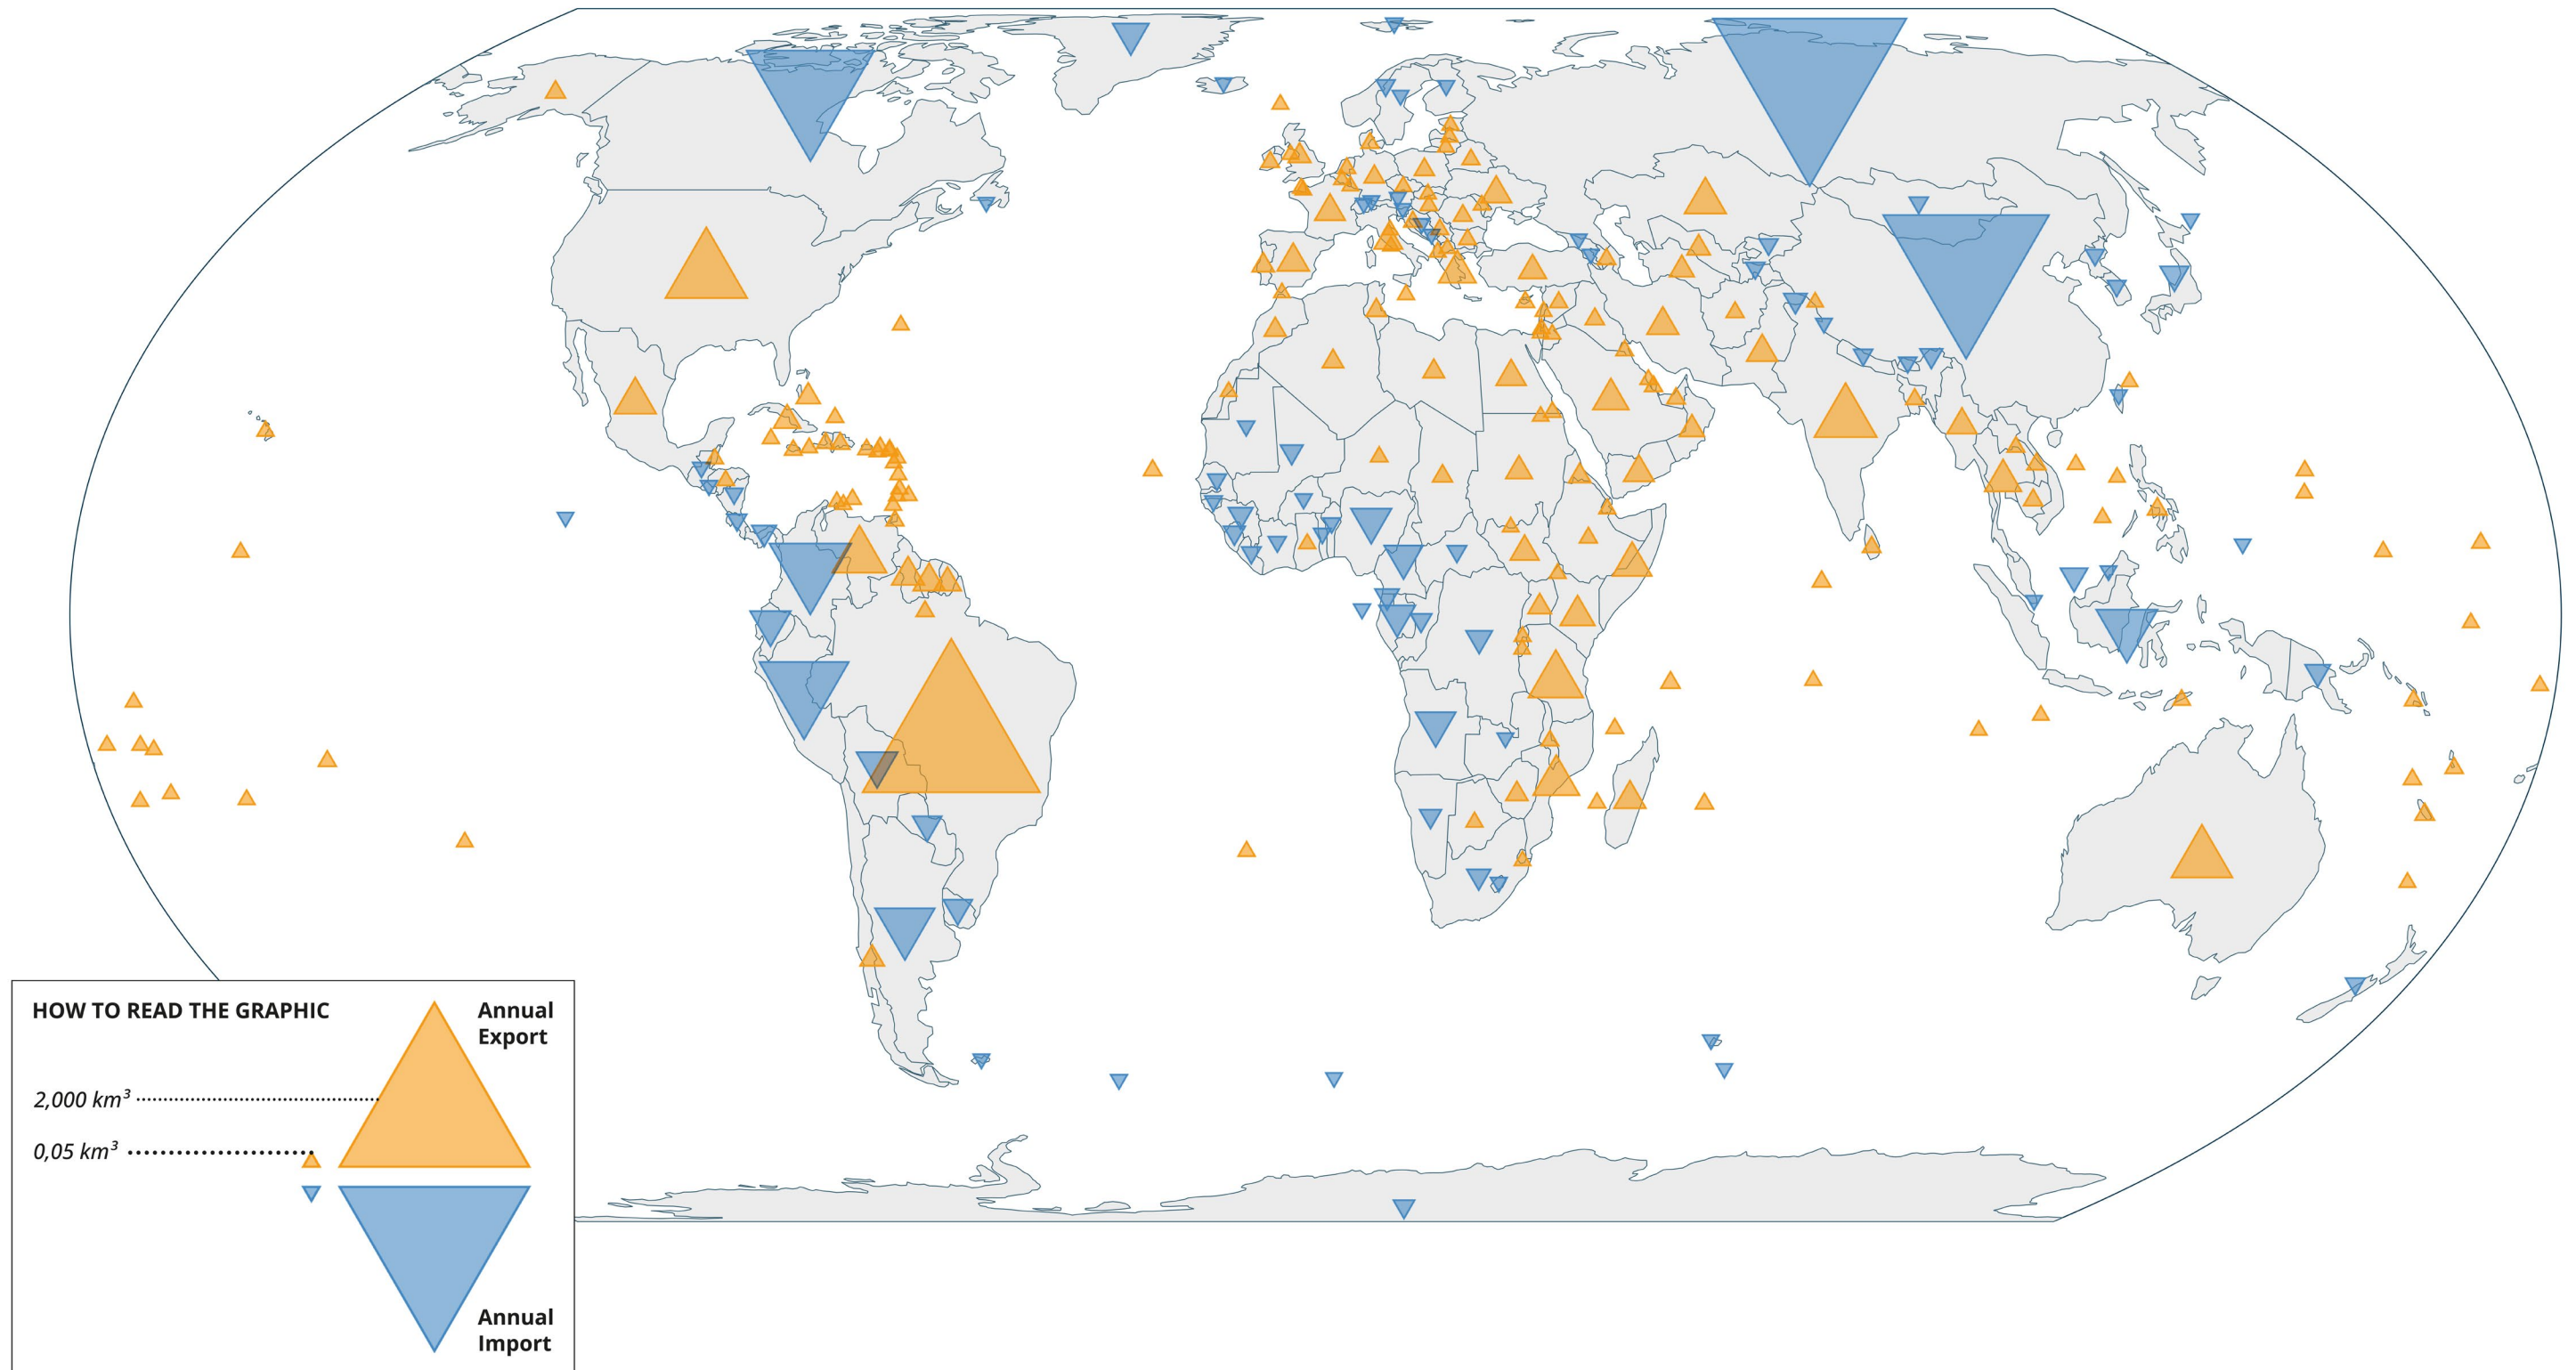 HOW TO READ THE GRAPHIC
Annual
Export
2,000 km³
0,05 km³
Annual
Import